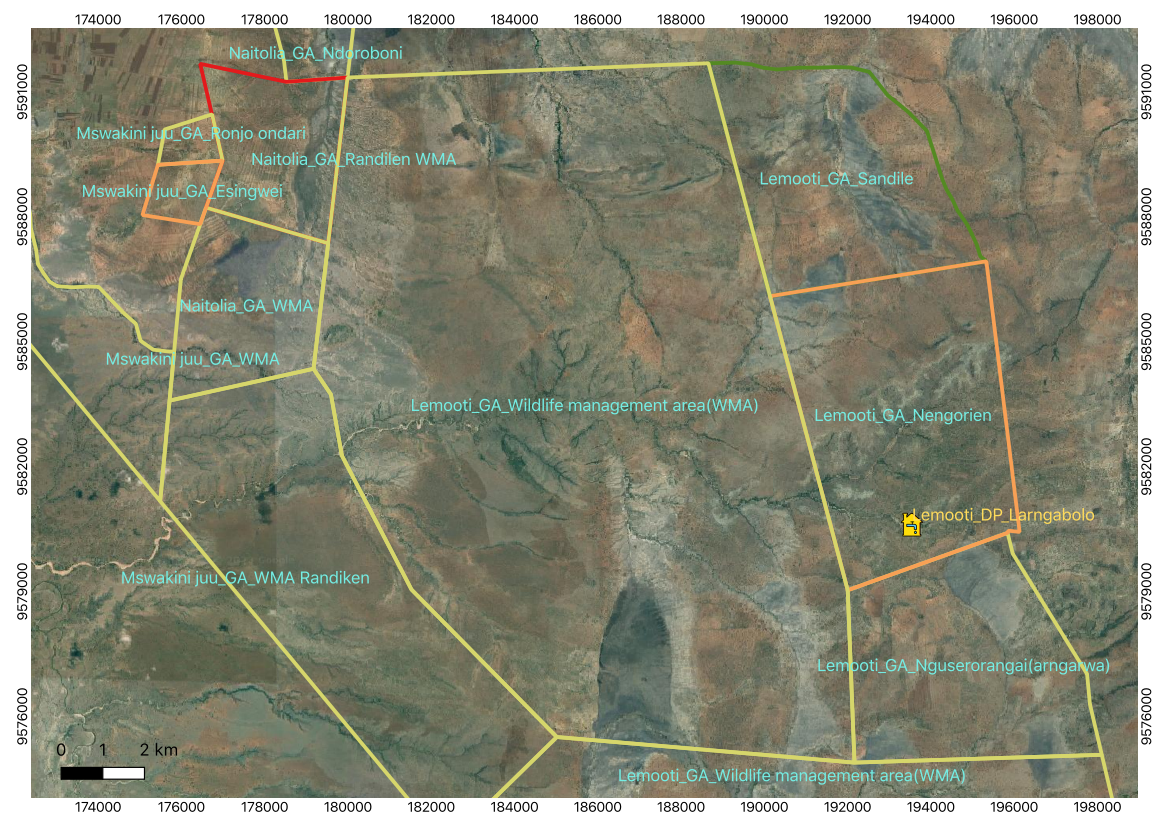 174000 176000 178000 180000 182000 184000 186000 188000 190000 192000 194000 196000 198000
Naitolia_GA_Ndoroboni
9591000
9591000
Mswakini juu_GA_Ronjo ondari
Naitolia_GA_Randilen WMA
Lemooti_GA_Sandile
Mswakini juu_GA_Esingwei
9588000
9588000
Naitolia_GA_WMA
9585000
9585000
Mswakini juu_GA_WMA
Lemooti_GA_Wildlife management area(WMA)
Lemooti_GA_Nengorien
9582000
9582000
Lemooti_DP_Larngabolo
Mswakini juu_GA_WMA Randiken
9579000
9579000
Lemooti_GA_Nguserorangai(arngarwa)
9576000
9576000
0 1 2 km
Lemooti_GA_Wildlife management area(WMA)
174000 176000 178000 180000 182000 184000 186000 188000 190000 192000 194000 196000 198000